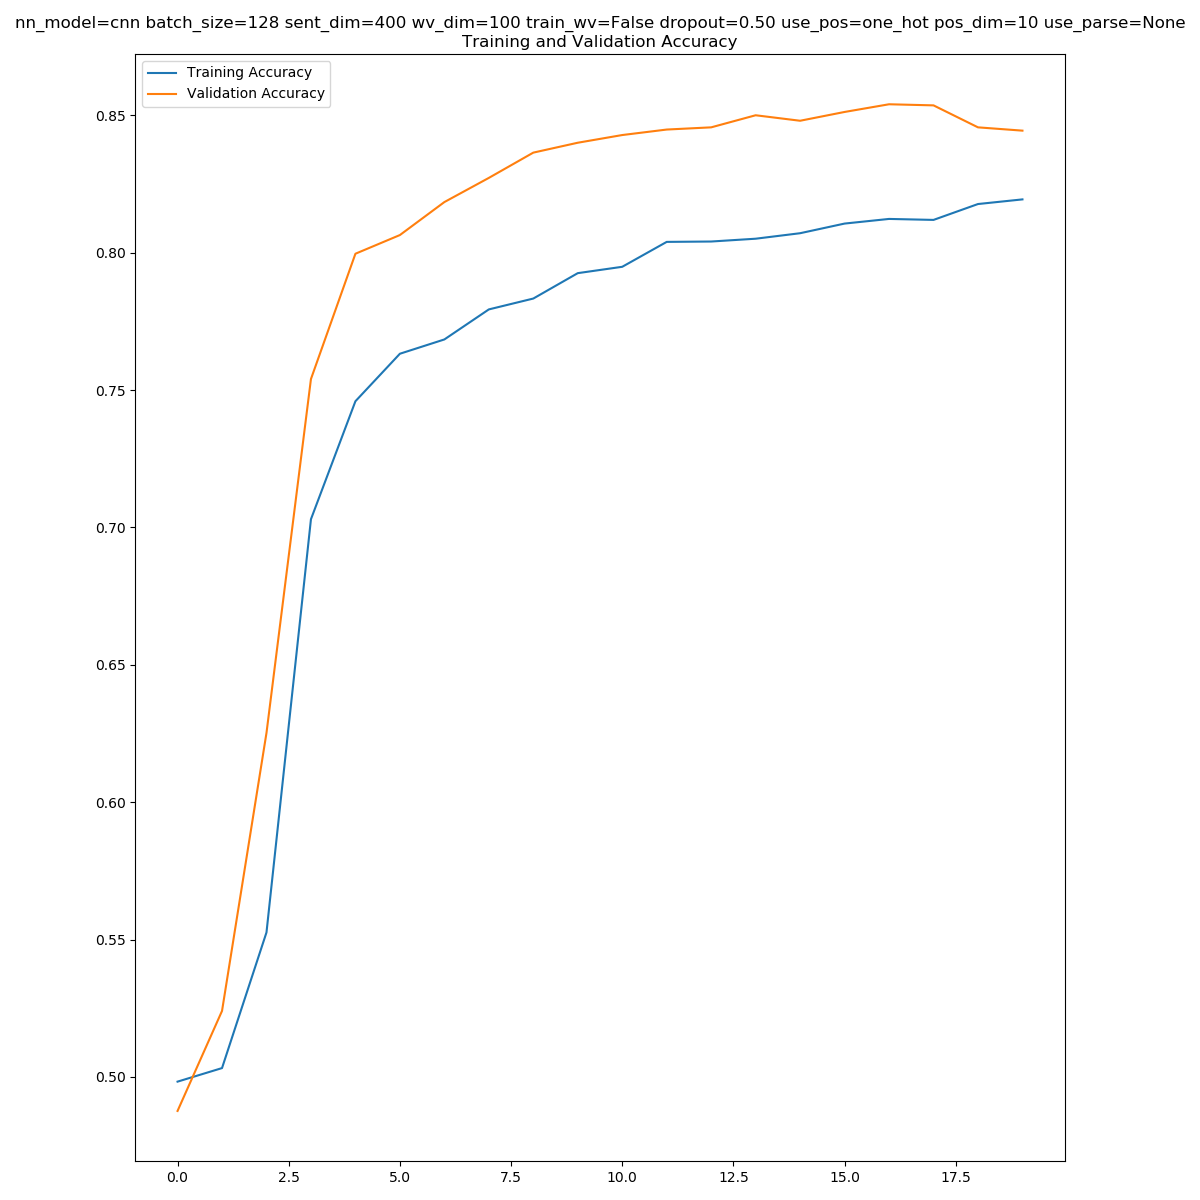 nn_model=cnn batch_size=128 sent_dim=400 wv_dim=100 train_wv=False dropout=0.50 use_pos=one_hot pos_dim=10 use_parse=None
Training and Validation Accuracy
Training Accuracy
Validation Accuracy
0.85
0.80
0.75
0.70
0.65
0.60
0.55
0.50
0.0 2.5 5.0 7.5 10.0 12.5 15.0 17.5